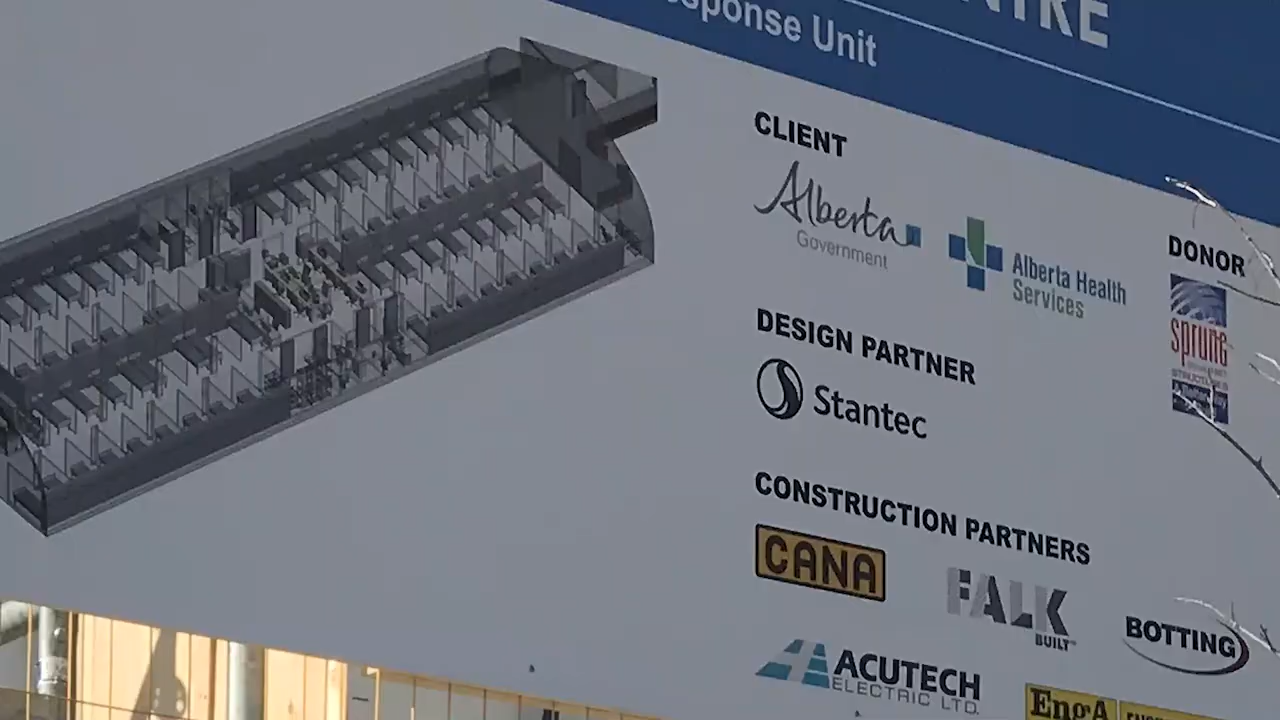 NTRE
sponse Unit
CLIENT
Alberta
Government
Alberta Health
Services
DONOR
sprung
STRUCTURES
DESIGN PARTNER
Stantec
CONSTRUCTION PARTNERS
CANA
FALK
BUILT
BOTTING
ACUTECH
ELECTRIC LTD.
EngA